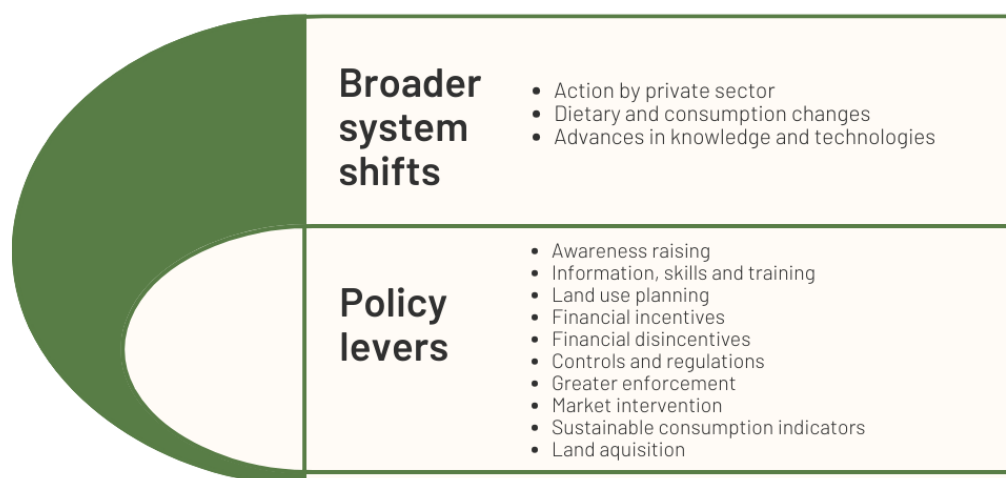 Broader
system
shifts
• Action by private sector
• Dietary and consumption changes
• Advances in knowledge and technologies
Policy
levers
• Awareness raising
• Information, skills and training
• Land use planning
• Financial incentives
• Financial disincentives
• Controls and regulations
• Greater enforcement
• Market intervention
• Sustainable consumption indicators
• Land aquisition